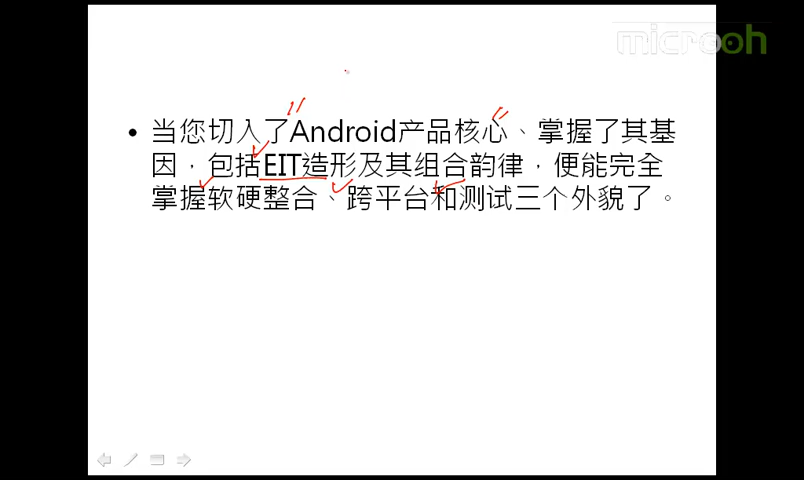 microoh
• 当您切入了Android产品核心、掌握了其基
因，包括EIT造形及其组合韵律，便能完全
掌握软硬整合、跨平台和测试三个外貌了。